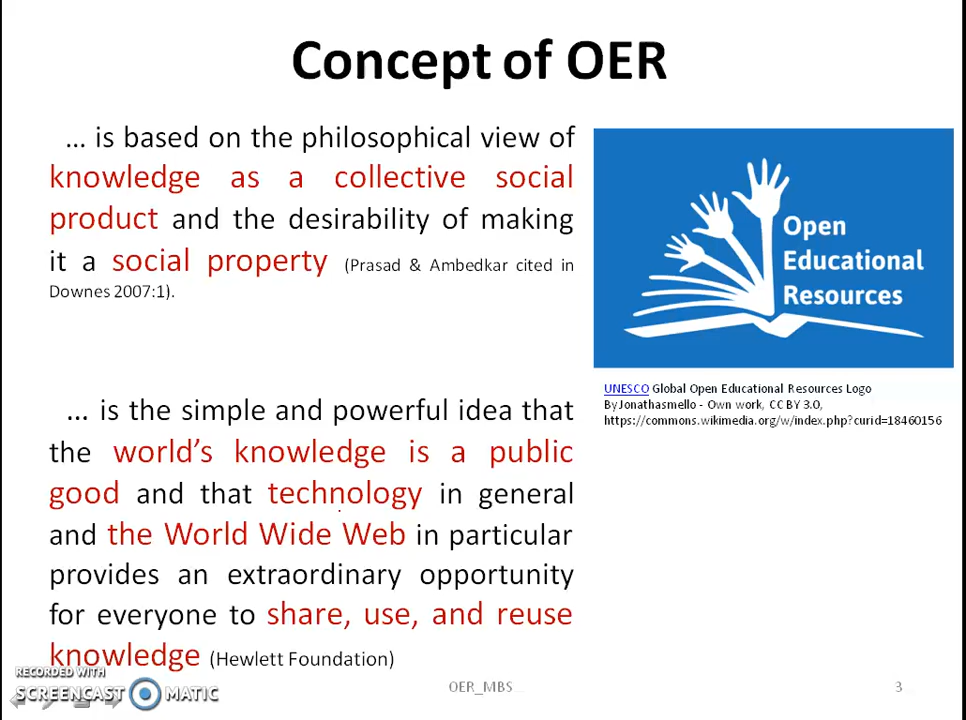 Concept of OER
... is based on the philosophical view of
knowledge as a collective social
product and the desirability of making
it a social property (Prasad & Ambedkar cited in
Downes 2007:1).
Open
Educational
Resources
UNESCO Global Open Educational Resources Logo
By Jonathasmello - Own work, CC BY 3.0,
https://commons.wikimedia.org/w/index.php?curid=18460156
... is the simple and powerful idea that
the world's knowledge is a public
good and that technology in general
and the World Wide Web in particular
provides an extraordinary opportunity
for everyone to share, use, and reuse
knowledge (Hewlett Foundation)
RECORDED WITH
SCREENCAST MATIC
OER_MBS
3